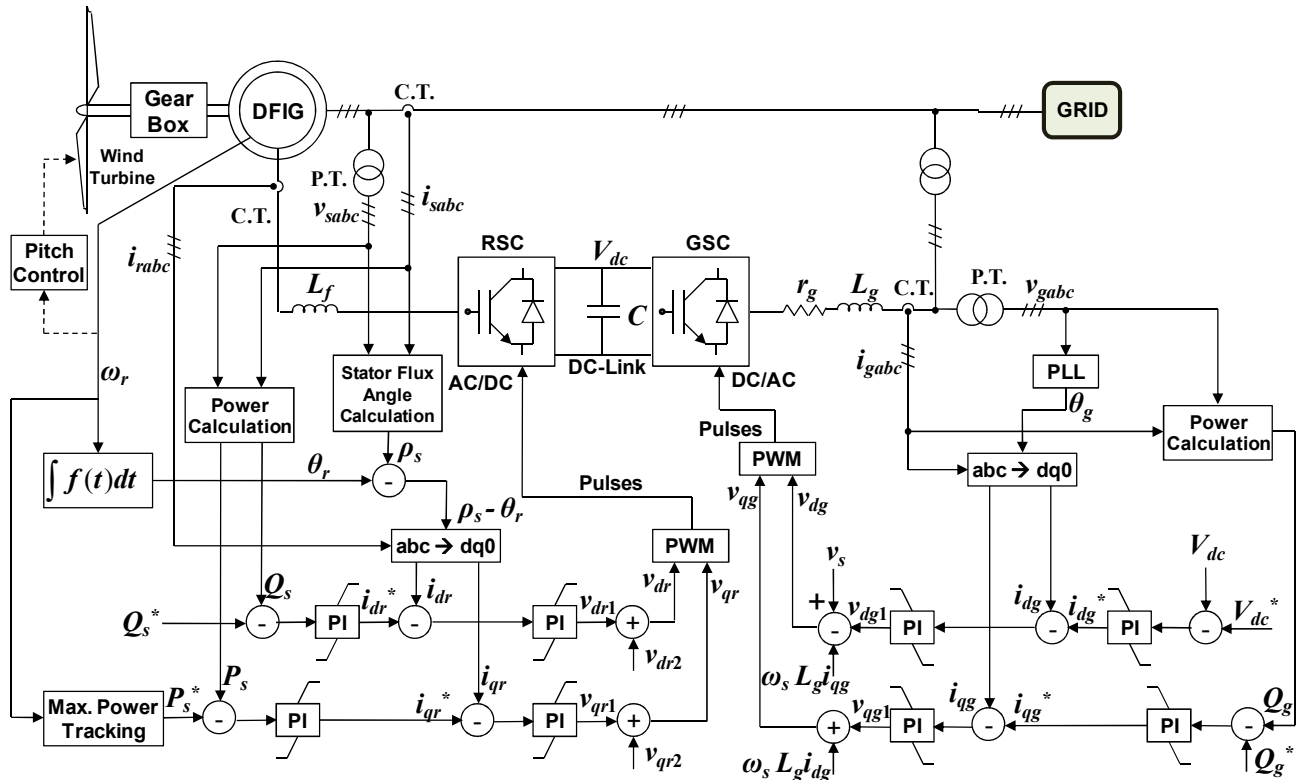 C.T.
Gear
Box
DFIG
GRID
Wind
Turbine
P.T.
v_sabc
i_sabc
C.T.
Pitch
Control
i_rabc
L_f
RSC
V_dc
GSC
C
r_g
L_g
C.T.
P.T.
v_gabc
i_gabc
AC/DC
DC-Link
DC/AC
ω_r
Power
Calculation
Stator Flux
Angle
Calculation
PLL
θ_g
Power
Calculation
Pulses
∫ f(t)dt
θ_r
-
ρ_s
ρ_s - θ_r
Pulses
PWM
abc → dq0
v_qg
v_dg
abc → dq0
PWM
v_dr
v_qr
Q_s*
Q_s
-
PI
i_dr*
-
i_dr
PI
v_dr1
+
v_dr2
v_s
+
-
v_dg1
ω_s L_g i_qg
PI
i_dg
-
i_dg*
PI
-
V_dc
V_dc*
Max. Power
Tracking
P_s*
P_s
-
PI
i_qr*
i_qr
-
PI
v_qr1
+
v_qr2
+
v_qg1
ω_s L_g i_dg
PI
i_qg
-
i_qg*
PI
-
Q_g
Q_g*